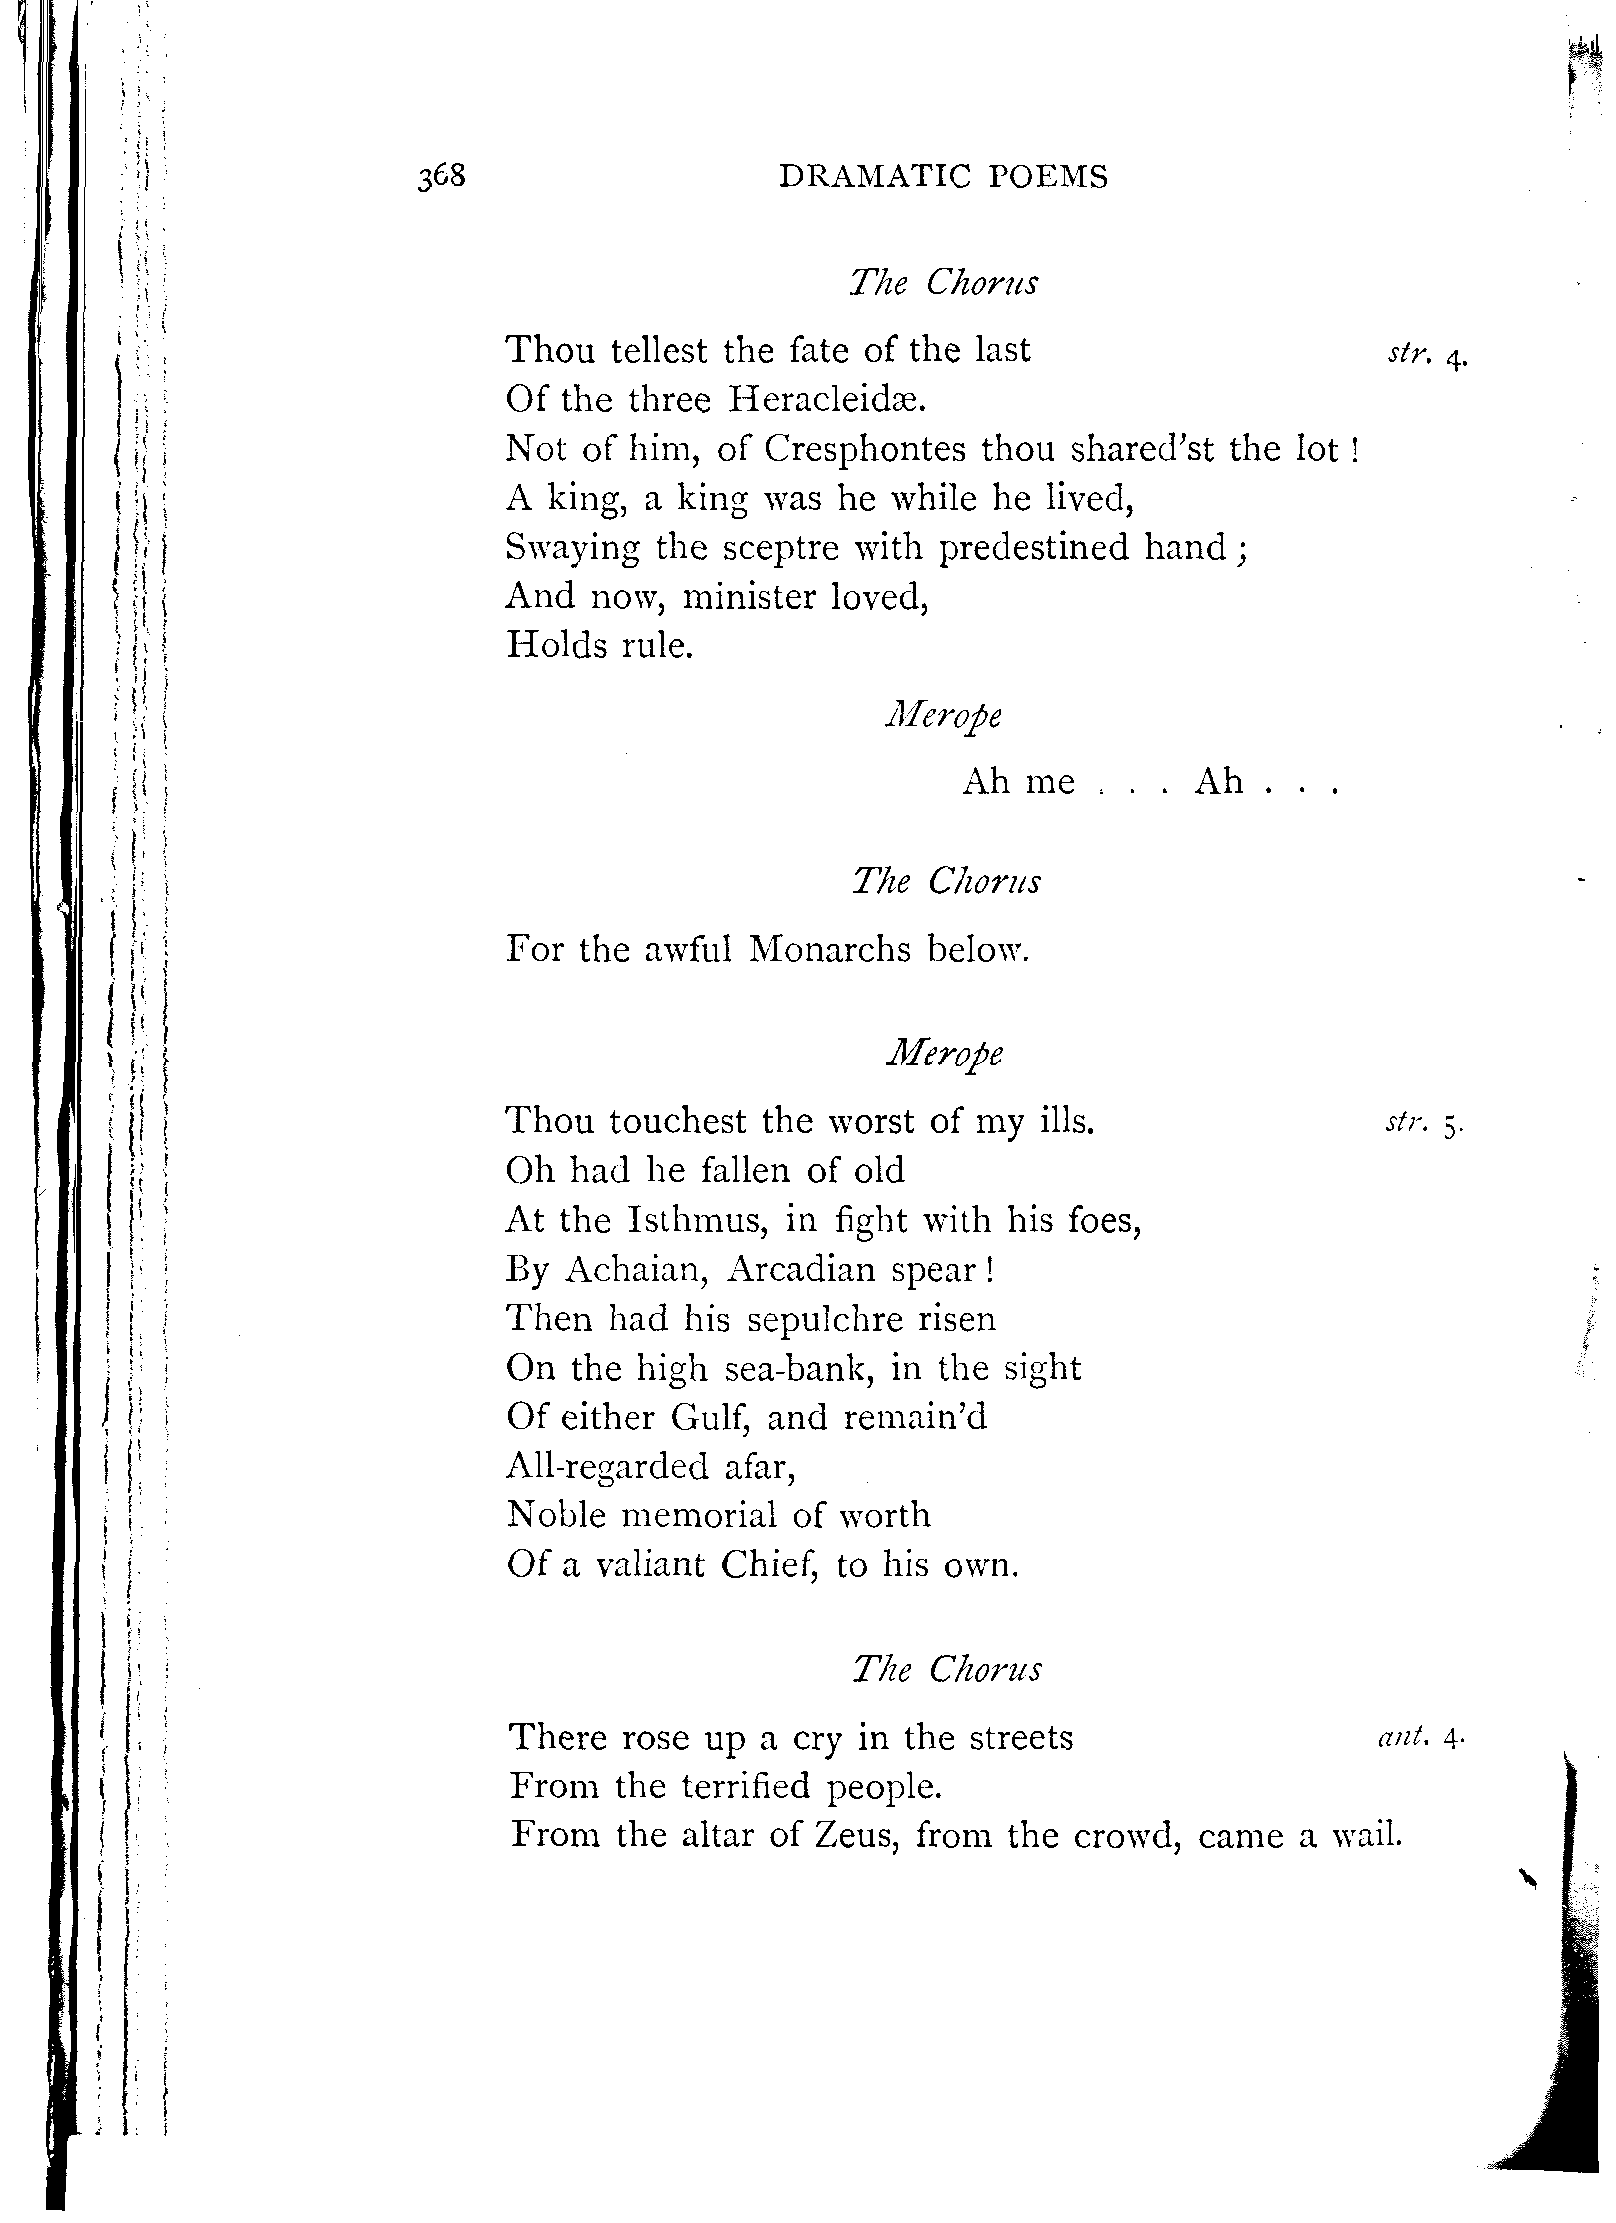 368 DRAMATIC POEMS
The Chorus
Thou tellest the fate of the last str. 4.
Of the three Heracleidæ.
Not of him, of Cresphontes thou shared'st the lot !
A king, a king was he while he lived,
Swaying the sceptre with predestined hand ;
And now, minister loved,
Holds rule.
Merope
Ah me . . . Ah . . .
The Chorus
For the awful Monarchs below.
Merope
Thou touchest the worst of my ills. str. 5.
Oh had he fallen of old
At the Isthmus, in fight with his foes,
By Achaian, Arcadian spear !
Then had his sepulchre risen
On the high sea-bank, in the sight
Of either Gulf, and remain'd
All-regarded afar,
Noble memorial of worth
Of a valiant Chief, to his own.
The Chorus
There rose up a cry in the streets ant. 4.
From the terrified people.
From the altar of Zeus, from the crowd, came a wail.